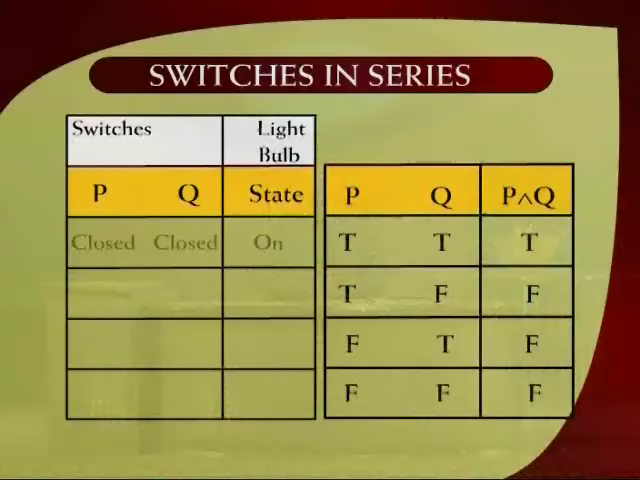 SWITCHES IN SERIES
Switches Light
Bulb
P Q State
Closed Closed On
P Q P∧Q
T T T
T F F
F T F
F F F